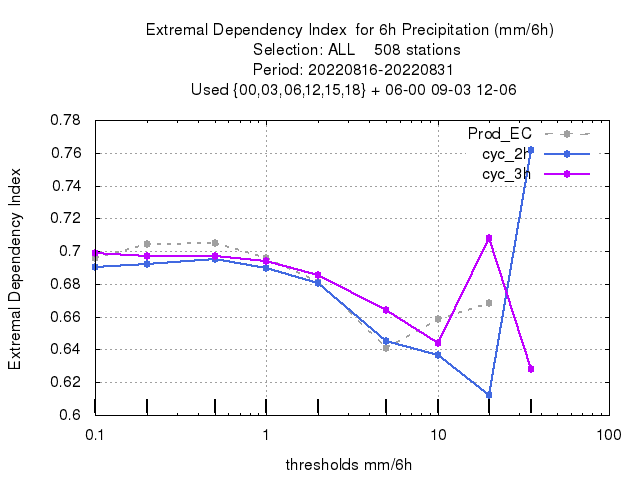 Extremal Dependency Index  for 6h Precipitation (mm/6h)
Selection: ALL    508 stations
Period: 20220816-20220831
Used {00,03,06,12,15,18} + 06-00 09-03 12-06
0.78
0.76
0.74
0.72
0.7
0.68
0.66
0.64
0.62
0.6
Extremal Dependency Index
Prod_EC
cyc_2h
cyc_3h
0.1 1 10 100
thresholds mm/6h